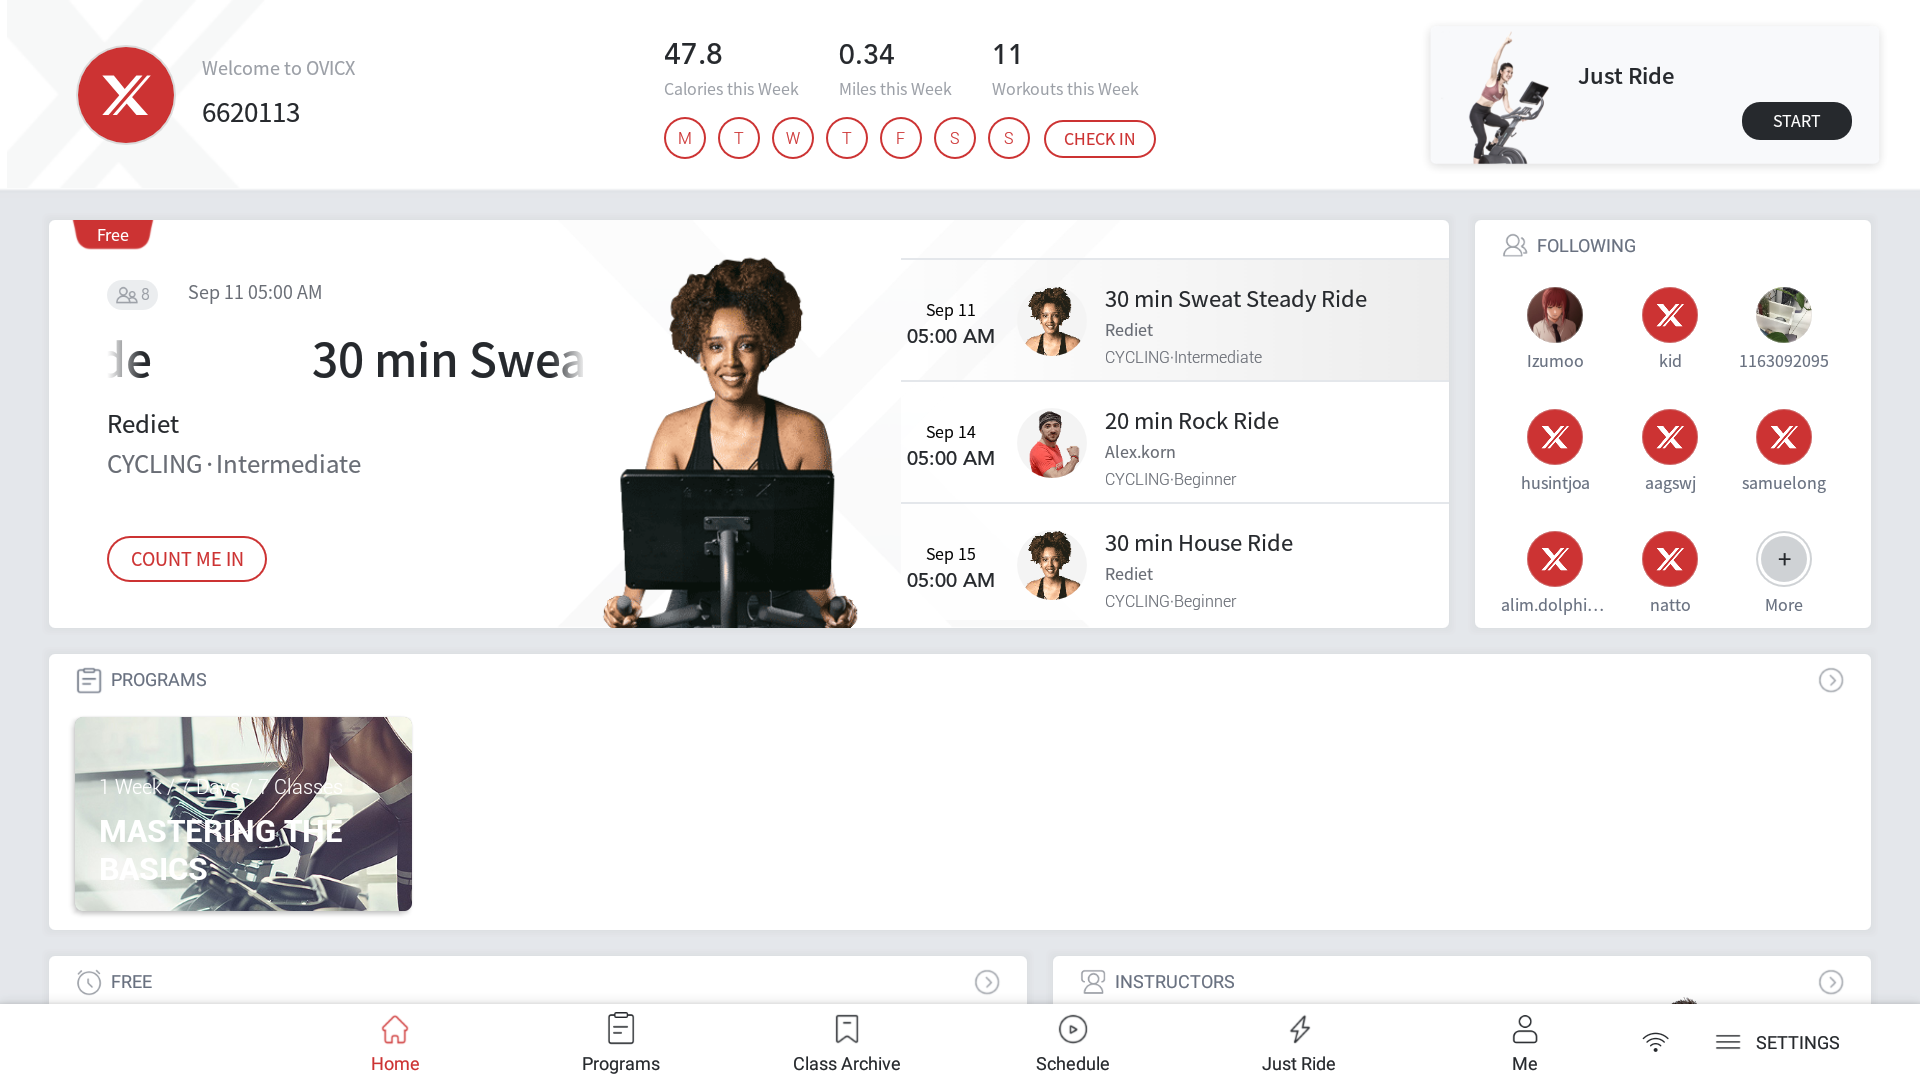 Welcome to OVICX
6620113
47.8
Calories this Week
0.34
Miles this Week
11
Workouts this Week
M T W T F S S CHECK IN
Just Ride
START
Free
8
Sep 11 05:00 AM
de 30 min Swea
Rediet
CYCLING · Intermediate
COUNT ME IN
Sep 11
05:00 AM
30 min Sweat Steady Ride
Rediet
CYCLING·Intermediate
Sep 14
05:00 AM
20 min Rock Ride
Alex.korn
CYCLING·Beginner
Sep 15
05:00 AM
30 min House Ride
Rediet
CYCLING·Beginner
FOLLOWING
Izumoo
kid
1163092095
husintjoa
aagswj
samuelong
alim.dolphi...
natto
+
More
PROGRAMS
1 Week / 7 Days / 7 Classes
MASTERING THE
BASICS
FREE
INSTRUCTORS
Home
Programs
Class Archive
Schedule
Just Ride
Me
SETTINGS